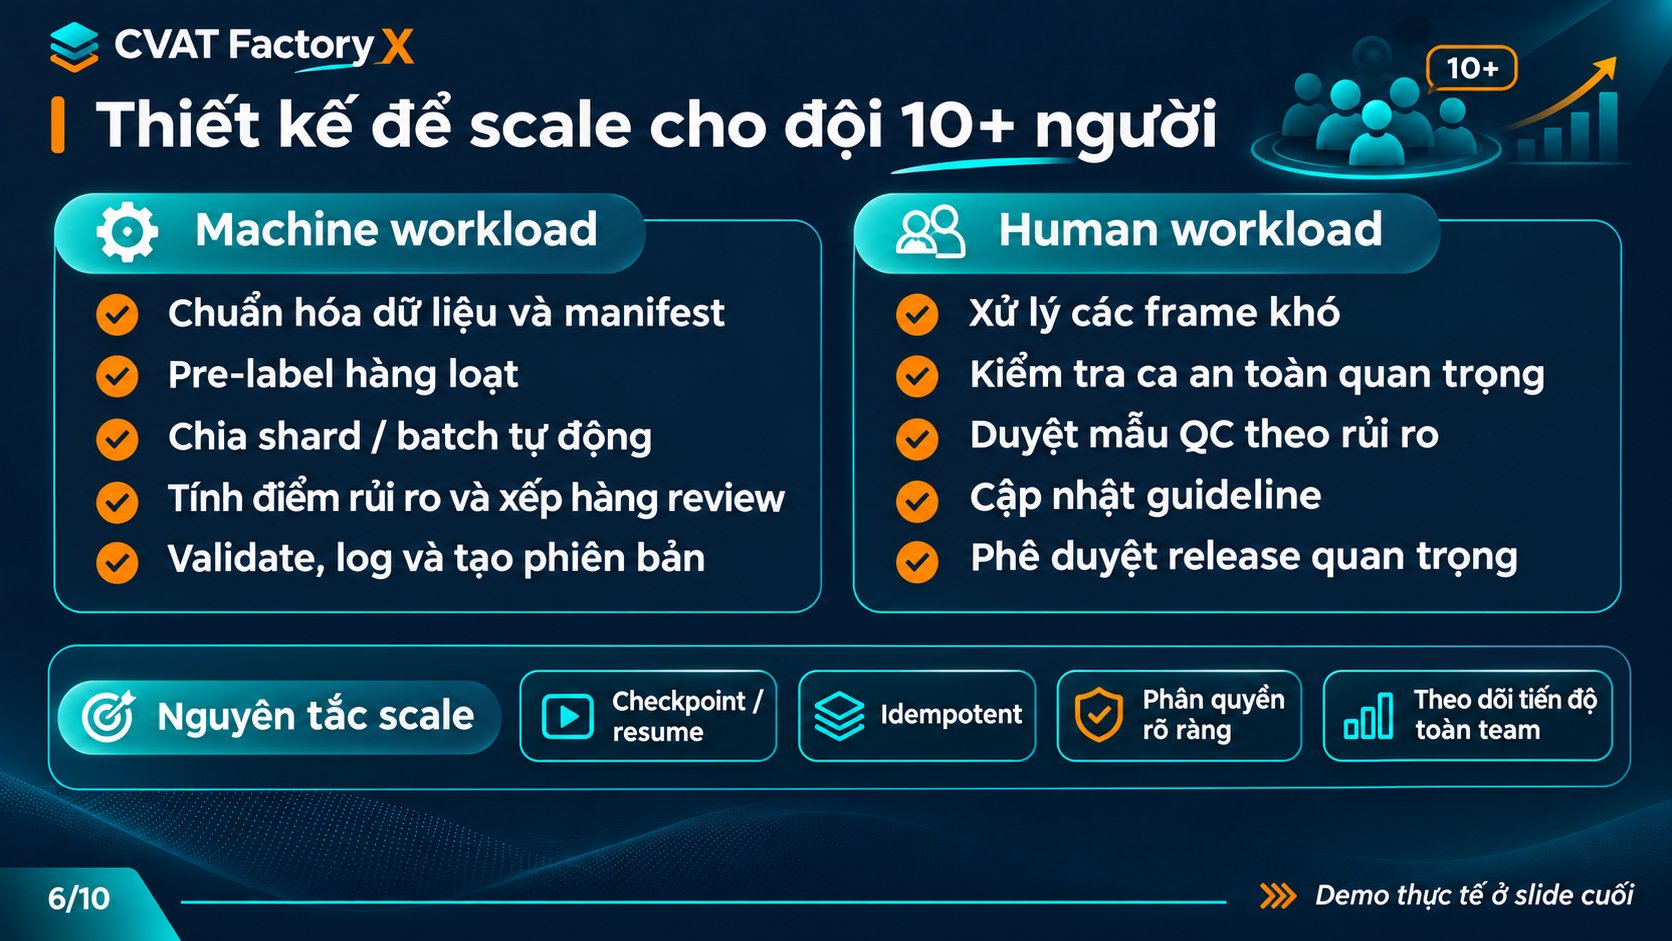 CVAT Factory X
10+
Thiết kế để scale cho đội 10+ người
Machine workload
Chuẩn hóa dữ liệu và manifest
Pre-label hàng loạt
Chia shard / batch tự động
Tính điểm rủi ro và xếp hàng review
Validate, log và tạo phiên bản
Human workload
Xử lý các frame khó
Kiểm tra ca an toàn quan trọng
Duyệt mẫu QC theo rủi ro
Cập nhật guideline
Phê duyệt release quan trọng
Nguyên tắc scale
Checkpoint /
resume
Idempotent
Phân quyền
rõ ràng
Theo dõi tiến độ
toàn team
6/10
Demo thực tế ở slide cuối